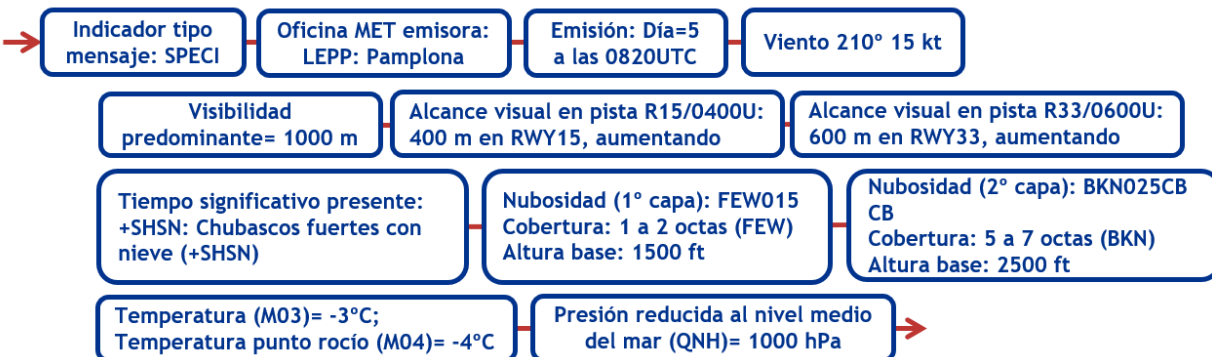 Indicador tipo
mensaje: SPECI
Oficina MET emisora:
LEPP: Pamplona
Emisión: Día=5
a las 0820UTC
Viento 210º 15 kt
Visibilidad
predominante= 1000 m
Alcance visual en pista R15/0400U:
400 m en RWY15, aumentando
Alcance visual en pista R33/0600U:
600 m en RWY33, aumentando
Tiempo significativo presente:
+SHSN: Chubascos fuertes con
nieve (+SHSN)
Nubosidad (1º capa): FEW015
Cobertura: 1 a 2 octas (FEW)
Altura base: 1500 ft
Nubosidad (2º capa): BKN025CB
CB
Cobertura: 5 a 7 octas (BKN)
Altura base: 2500 ft
Temperatura (M03)= -3ºC;
Temperatura punto rocío (M04)= -4ºC
Presión reducida al nivel medio
del mar (QNH)= 1000 hPa